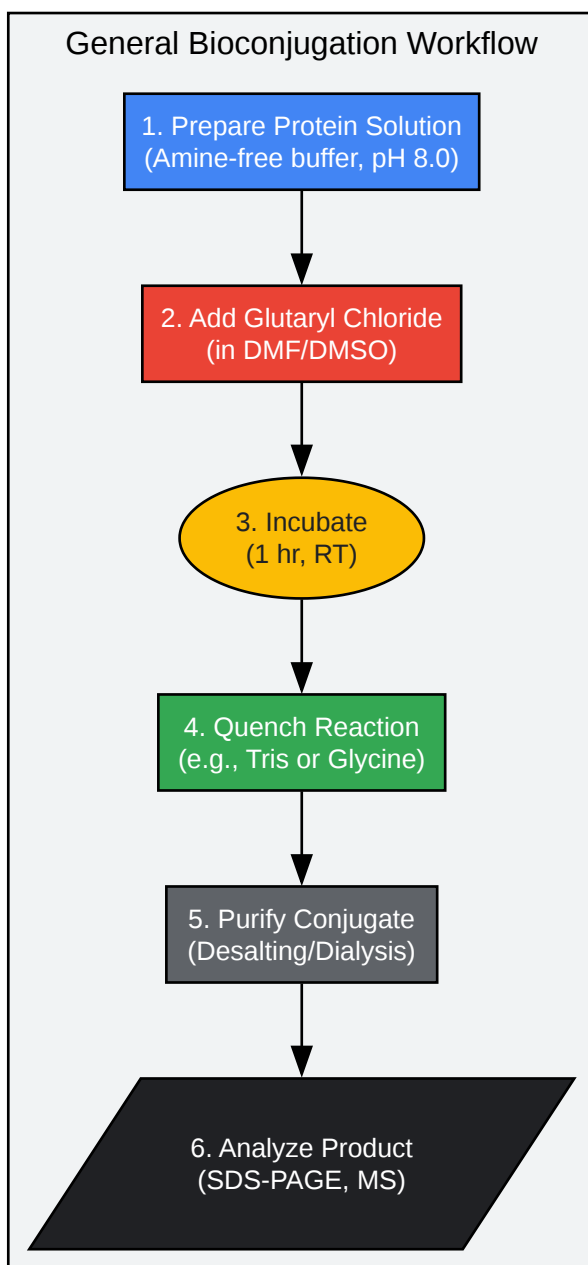 General Bioconjugation Workflow
1. Prepare Protein Solution
(Amine-free buffer, pH 8.0)
2. Add Glutaryl Chloride
(in DMF/DMSO)
3. Incubate
(1 hr, RT)
4. Quench Reaction
(e.g., Tris or Glycine)
5. Purify Conjugate
(Desalting/Dialysis)
6. Analyze Product
(SDS-PAGE, MS)